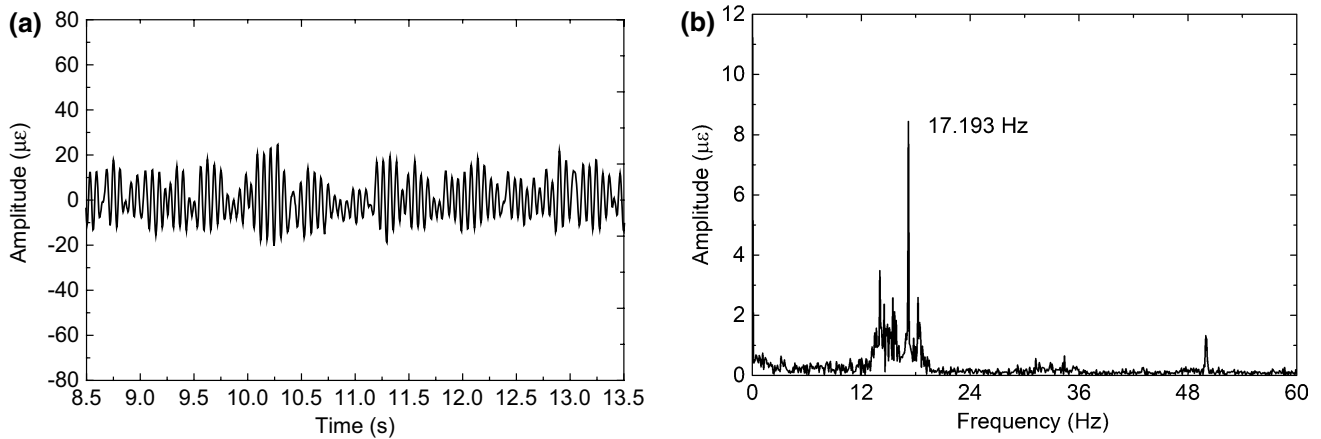 (a)
80
60
40
20
0
-20
-40
-60
-80
Amplitude (με)
8.5 9.0 9.5 10.0 10.5 11.0 11.5 12.0 12.5 13.0 13.5
Time (s)
(b)
12
10
8
6
4
2
0
Amplitude (με)
17.193 Hz
0 12 24 36 48 60
Frequency (Hz)